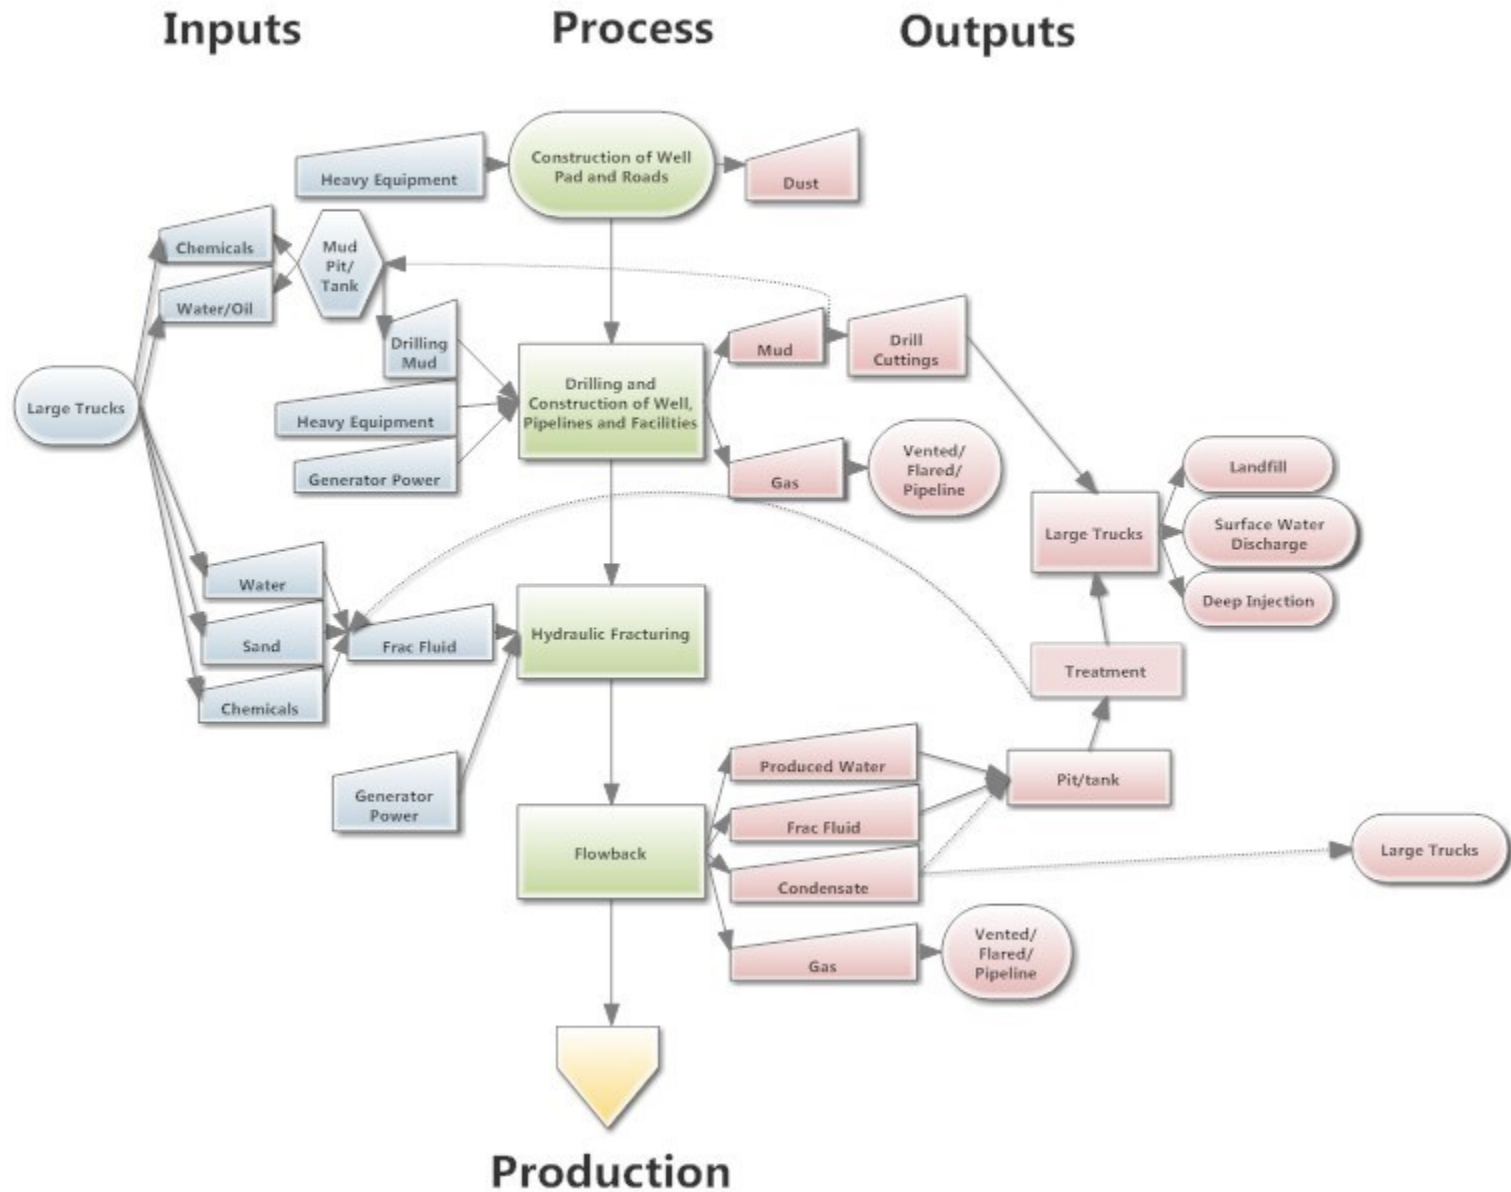 Inputs
Process
Outputs
Construction of Well
Pad and Roads
Heavy Equipment
Dust
Chemicals
Water/Oil
Mud
Pit/
Tank
Drilling
Mud
Heavy Equipment
Generator Power
Large Trucks
Drilling and
Construction of Well,
Pipelines and Facilities
Mud
Drill
Cuttings
Gas
Vented/
Flared/
Pipeline
Large Trucks
Landfill
Surface Water
Discharge
Deep Injection
Water
Sand
Chemicals
Frac Fluid
Hydraulic Fracturing
Treatment
Generator
Power
Produced Water
Frac Fluid
Condensate
Gas
Pit/tank
Flowback
Large Trucks
Vented/
Flared/
Pipeline
Production